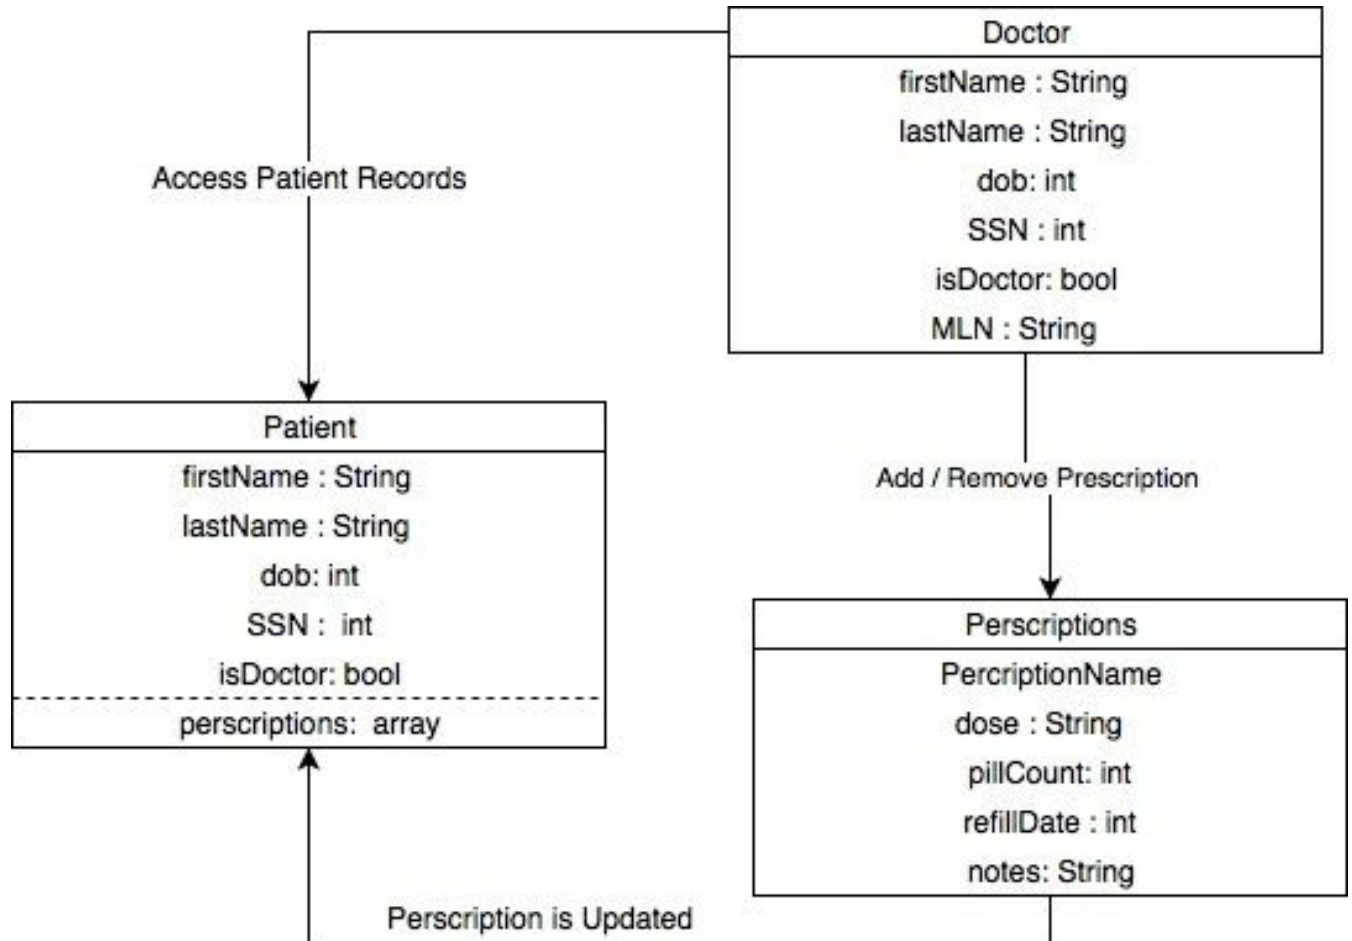 Doctor
firstName : String
lastName : String
dob: int
SSN : int
isDoctor: bool
MLN : String
Access Patient Records
Patient
firstName : String
lastName : String
dob: int
SSN :  int
isDoctor: bool
perscriptions:  array
Add / Remove Prescription
Perscriptions
PercriptionName
dose : String
pillCount: int
refillDate : int
notes: String
Perscription is Updated